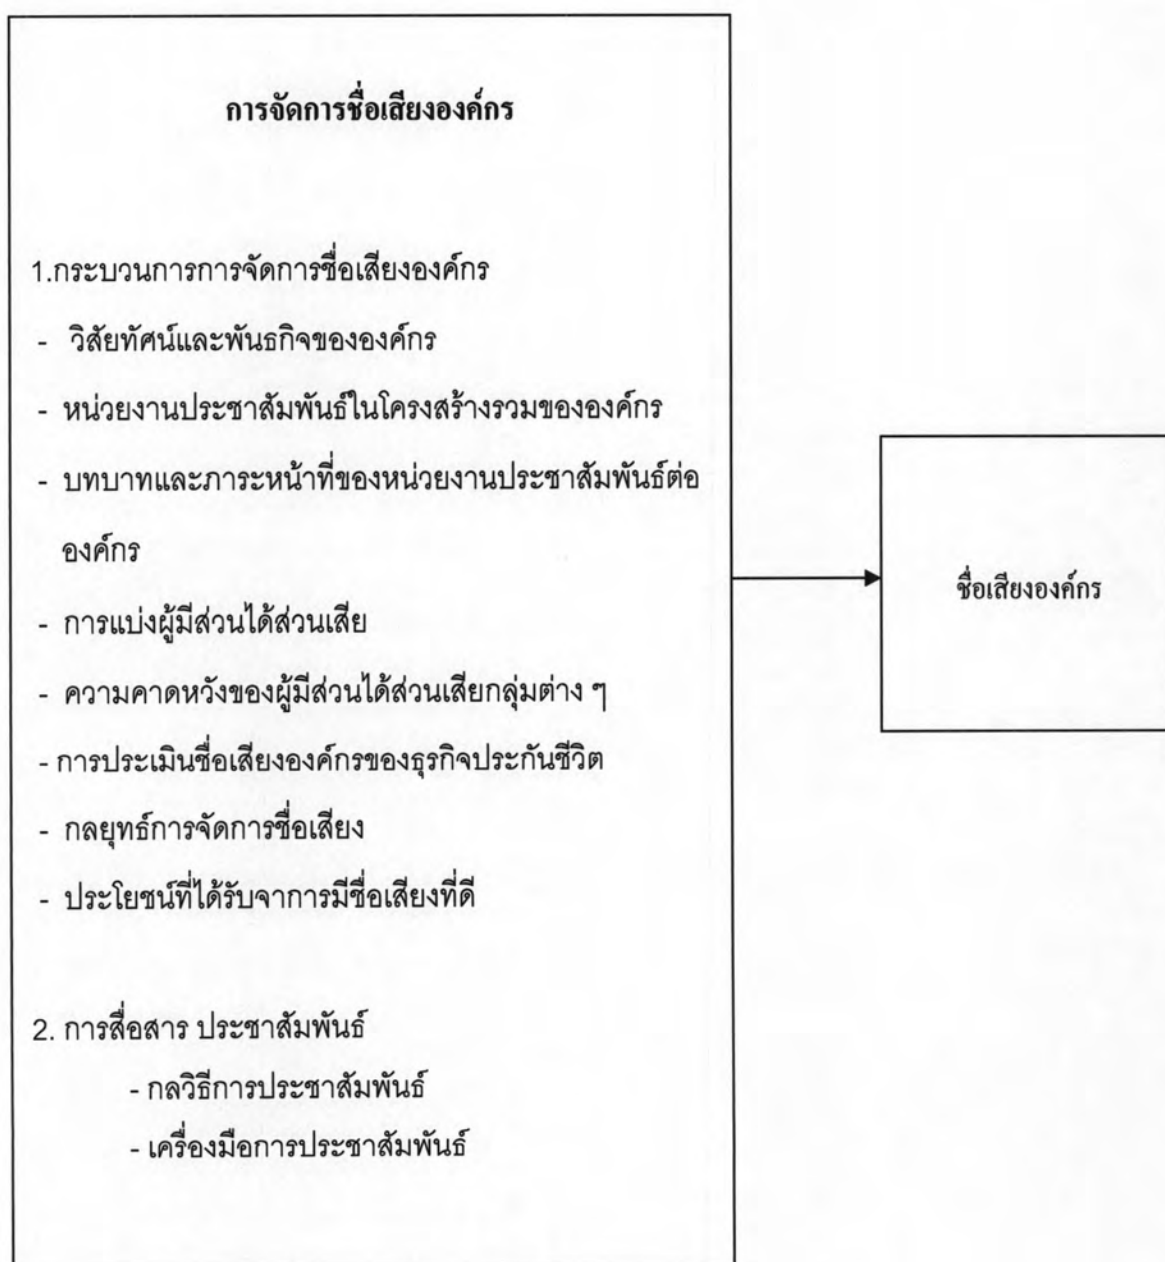 การจัดการชื่อเสียงองค์กร
1.กระบวนการการจัดการชื่อเสียงองค์กร
- วิสัยทัศน์และพันธกิจขององค์กร
- หน่วยงานประชาสัมพันธ์ในโครงสร้างรวมขององค์กร
- บทบาทและภาระหน้าที่ของหน่วยงานประชาสัมพันธ์ต่อ
องค์กร
- การแบ่งผู้มีส่วนได้ส่วนเสีย
- ความคาดหวังของผู้มีส่วนได้ส่วนเสียกลุ่มต่าง ๆ
- การประเมินชื่อเสียงองค์กรของธุรกิจประกันชีวิต
- กลยุทธ์การจัดการชื่อเสียง
- ประโยชน์ที่ได้รับจาการมีชื่อเสียงที่ดี
2. การสื่อสาร ประชาสัมพันธ์
- กลวิธีการประชาสัมพันธ์
- เครื่องมือการประชาสัมพันธ์
ชื่อเสียงองค์กร